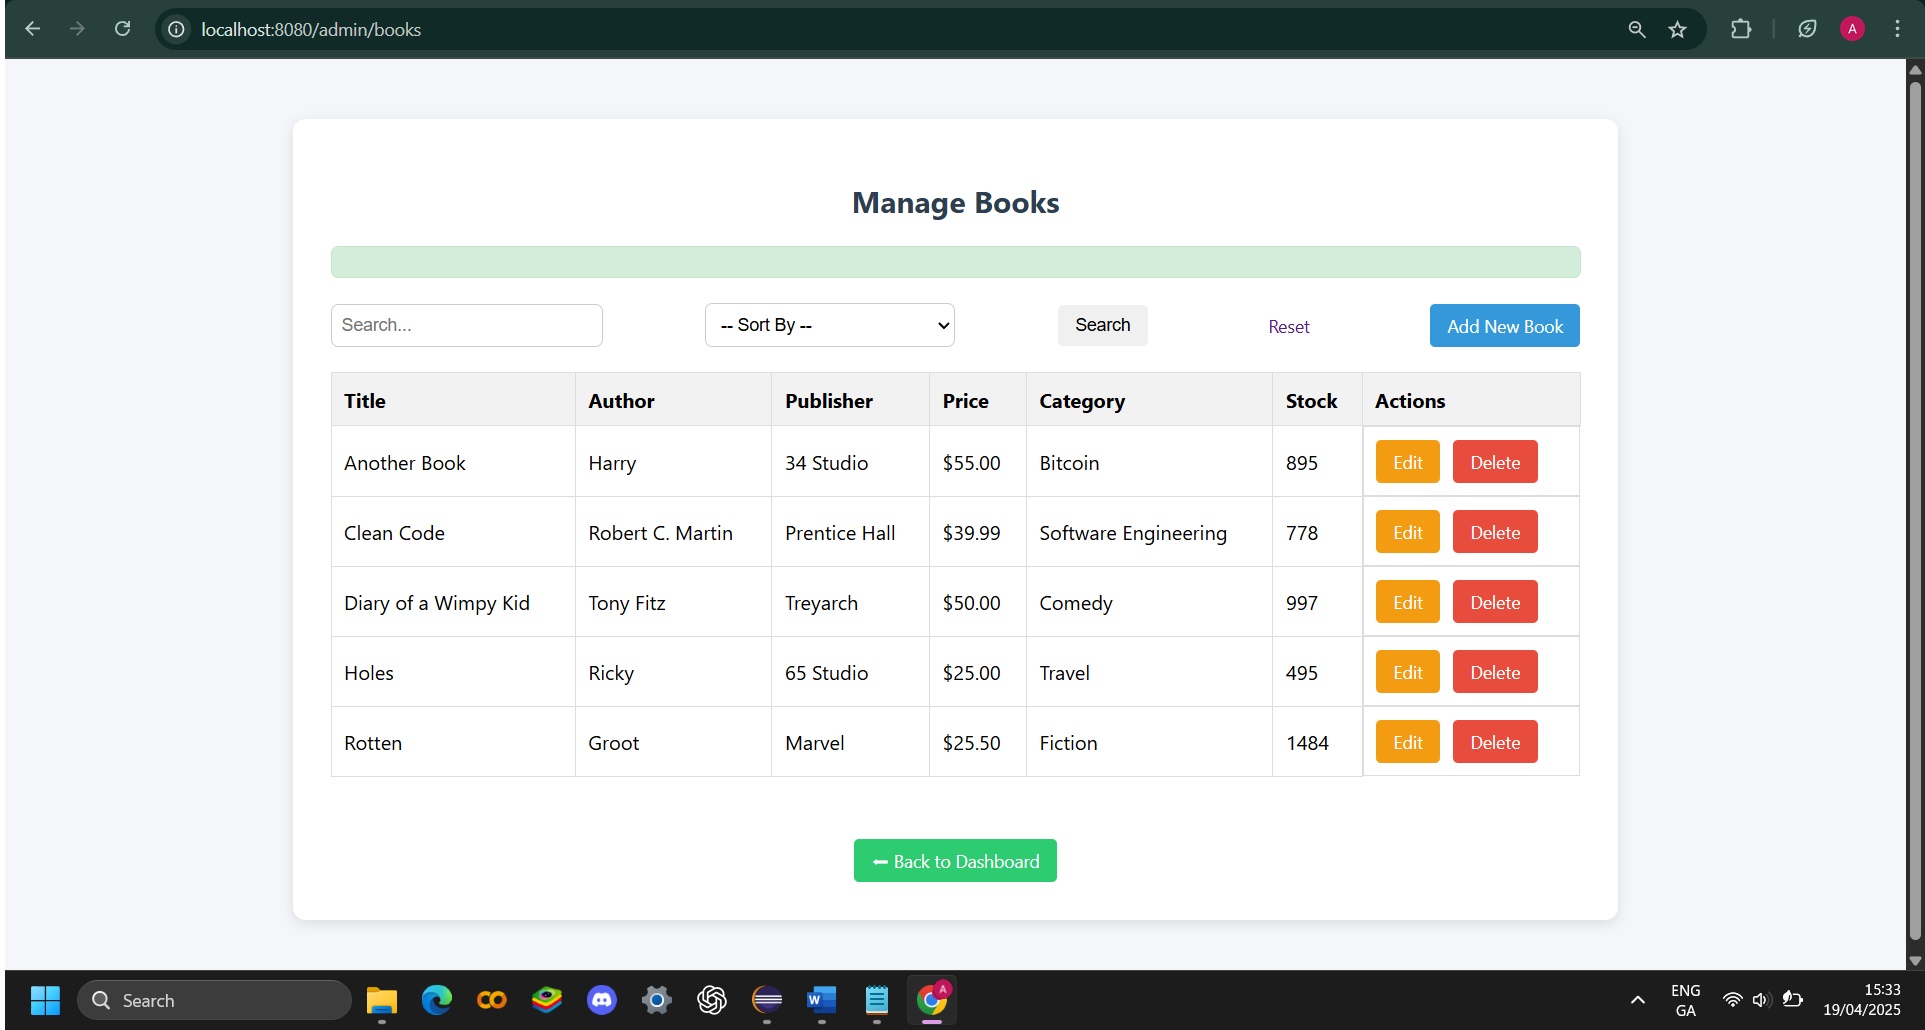 localhost:8080/admin/books
A
Manage Books
Search...
-- Sort By --
Search
Reset
Add New Book
Title Author Publisher Price Category Stock Actions
Another Book Harry 34 Studio $55.00 Bitcoin 895 Edit Delete
Clean Code Robert C. Martin Prentice Hall $39.99 Software Engineering 778 Edit Delete
Diary of a Wimpy Kid Tony Fitz Treyarch $50.00 Comedy 997 Edit Delete
Holes Ricky 65 Studio $25.00 Travel 495 Edit Delete
Rotten Groot Marvel $25.50 Fiction 1484 Edit Delete
⬅ Back to Dashboard
Search
W
A
ENG
GA
15:33
19/04/2025